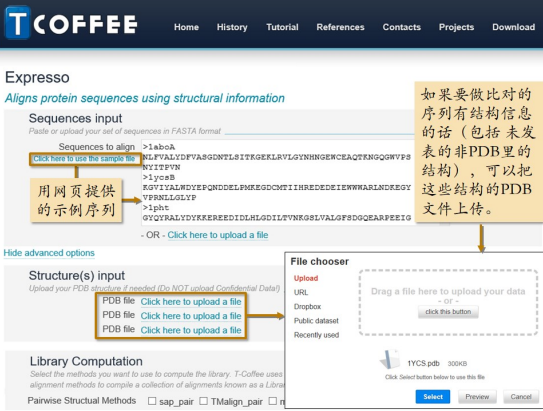 TCOFFEE
Home History Tutorial References Contacts Projects Download
Expresso
Aligns protein sequences using structural information
Sequences input
Paste or upload your set of sequences in FASTA format
Sequences to align
Click here to use the sample file
>1aboA
NLFVALYDFVASGDNTLSITKGEKLRVLGYNHNGEWCEAQTKNGQGWVPS
NYITPVN
>1ycsB
KGVIYALWDYEPQNDDELPMKEGDCMTIIHREDEDEIEWWWARLNDKEGY
VPRNLLGLYP
>1pht
GYQYRALYDYKKEREEDIDLHLGDILTVNKGSLVALGFSDGQEARPEEIG
- OR - Click here to upload a file
用网页提供
的示例序列
如果要做比对的
序列有结构信息
的话（包括 未发
表的非PDB里的
结构），可以把
这些结构的PDB
文件上传。
Hide advanced options
Structure(s) input
Upload your PDB structure if needed (Do NOT upload Confidential Data!)
PDB file Click here to upload a file
PDB file Click here to upload a file
PDB file Click here to upload a file
File chooser
Upload
URL
Dropbox
Public dataset
Recently used
Drag a file here to upload your data
- or -
click this button
1YCS.pdb 300KB
Click Select button below to use this file
Select Preview Cancel
Library Computation
Select the methods you want to use to compute the library. T-Coffee uses
alignment methods to compile a collection of alignments known as a
Pairwise Structual Methods sap_pair TMalign_pair